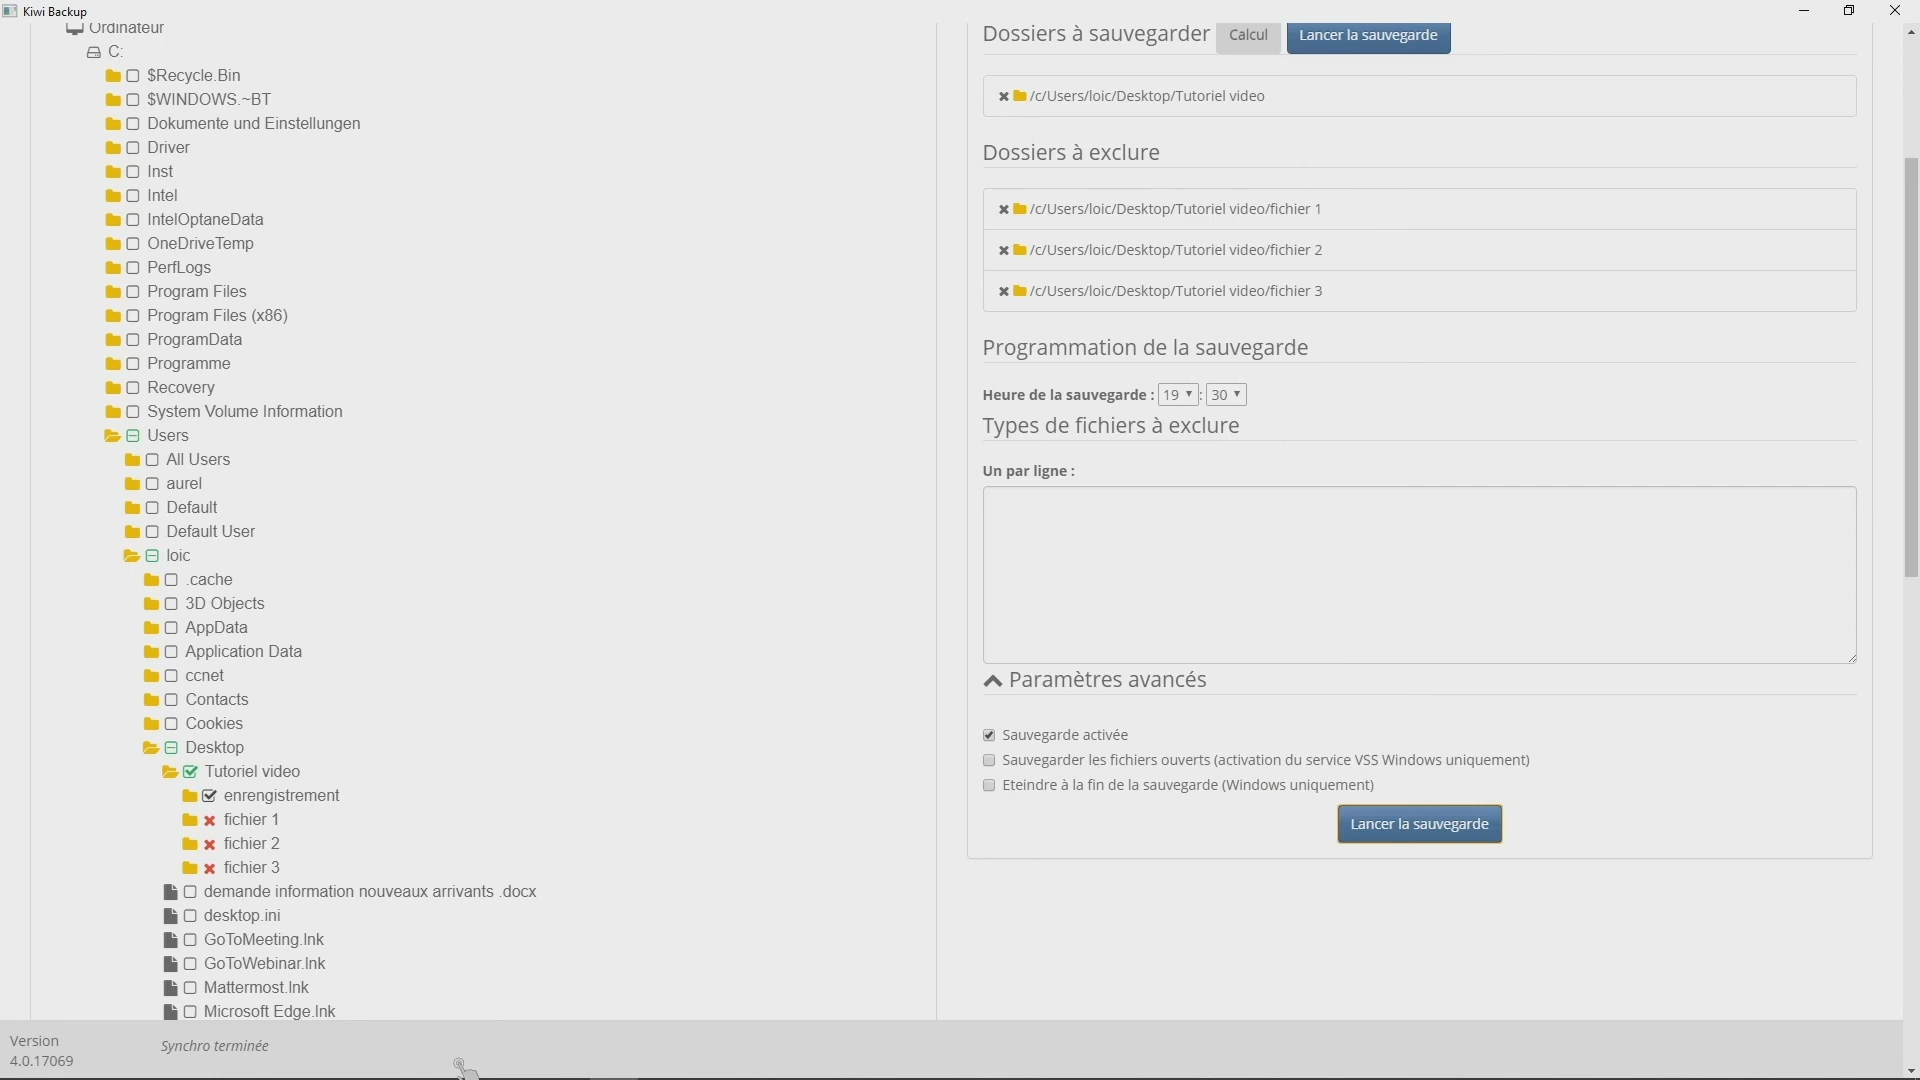 Kiwi Backup
Ordinateur
C:
$Recycle.Bin
$WINDOWS.~BT
Dokumente und Einstellungen
Driver
Inst
Intel
IntelOptaneData
OneDriveTemp
PerfLogs
Program Files
Program Files (x86)
ProgramData
Programme
Recovery
System Volume Information
Users
All Users
aurel
Default
Default User
loic
.cache
3D Objects
AppData
Application Data
ccnet
Contacts
Cookies
Desktop
Tutoriel video
enrengistrement
fichier 1
fichier 2
fichier 3
demande information nouveaux arrivants .docx
desktop.ini
GoToMeeting.lnk
GoToWebinar.lnk
Mattermost.lnk
Microsoft Edge.lnk
Dossiers à sauvegarder Calcul Lancer la sauvegarde
/c/Users/loic/Desktop/Tutoriel video
Dossiers à exclure
/c/Users/loic/Desktop/Tutoriel video/fichier 1
/c/Users/loic/Desktop/Tutoriel video/fichier 2
/c/Users/loic/Desktop/Tutoriel video/fichier 3
Programmation de la sauvegarde
Heure de la sauvegarde : 19 : 30
Types de fichiers à exclure
Un par ligne :
Paramètres avancés
Sauvegarde activée
Sauvegarder les fichiers ouverts (activation du service VSS Windows uniquement)
Eteindre à la fin de la sauvegarde (Windows uniquement)
Lancer la sauvegarde
Version
4.0.17069
Synchro terminée